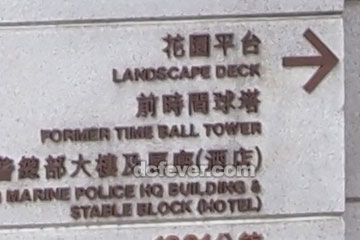 花園平台
LANDSCAPE DECK
前時間球塔
FORMER TIME BALL TOWER
警總部大樓及馬廄(酒店)
dcfever.com
MARINE POLICE HQ BUILDING &
STABLE BLOCK (HOTEL)